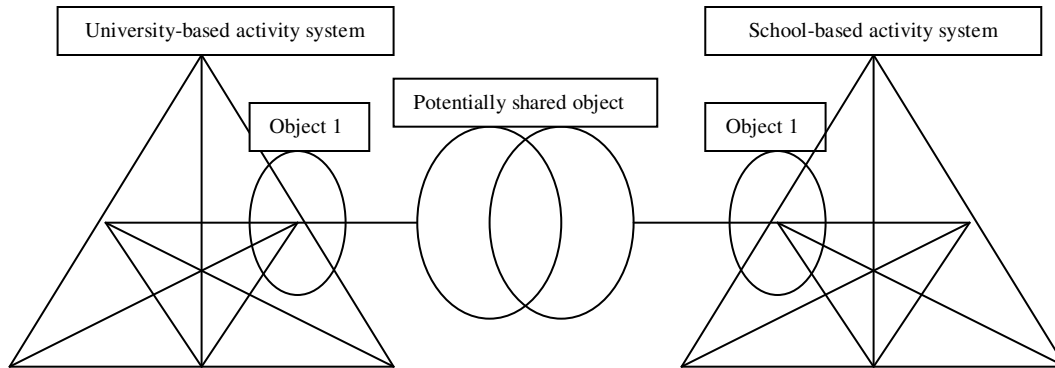 University-based activity system
School-based activity system
Potentially shared object
Object 1
Object 1